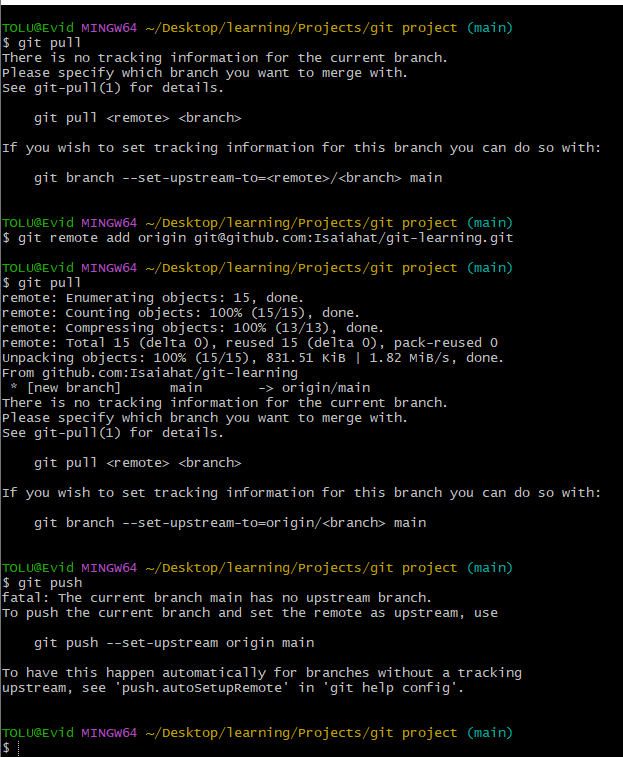 TOLU@Evid MINGW64 ~/Desktop/learning/Projects/git project (main)
$ git pull
There is no tracking information for the current branch.
Please specify which branch you want to merge with.
See git-pull(1) for details.

    git pull <remote> <branch>

If you wish to set tracking information for this branch you can do so with:

    git branch --set-upstream-to=<remote>/<branch> main

TOLU@Evid MINGW64 ~/Desktop/learning/Projects/git project (main)
$ git remote add origin git@github.com:Isaiahat/git-learning.git

TOLU@Evid MINGW64 ~/Desktop/learning/Projects/git project (main)
$ git pull
remote: Enumerating objects: 15, done.
remote: Counting objects: 100% (15/15), done.
remote: Compressing objects: 100% (13/13), done.
remote: Total 15 (delta 0), reused 15 (delta 0), pack-reused 0
Unpacking objects: 100% (15/15), 831.51 KiB | 1.82 MiB/s, done.
From github.com:Isaiahat/git-learning
 * [new branch]      main       -> origin/main
There is no tracking information for the current branch.
Please specify which branch you want to merge with.
See git-pull(1) for details.

    git pull <remote> <branch>

If you wish to set tracking information for this branch you can do so with:

    git branch --set-upstream-to=origin/<branch> main

TOLU@Evid MINGW64 ~/Desktop/learning/Projects/git project (main)
$ git push
fatal: The current branch main has no upstream branch.
To push the current branch and set the remote as upstream, use

    git push --set-upstream origin main

To have this happen automatically for branches without a tracking
upstream, see 'push.autoSetupRemote' in 'git help config'.

TOLU@Evid MINGW64 ~/Desktop/learning/Projects/git project (main)
$